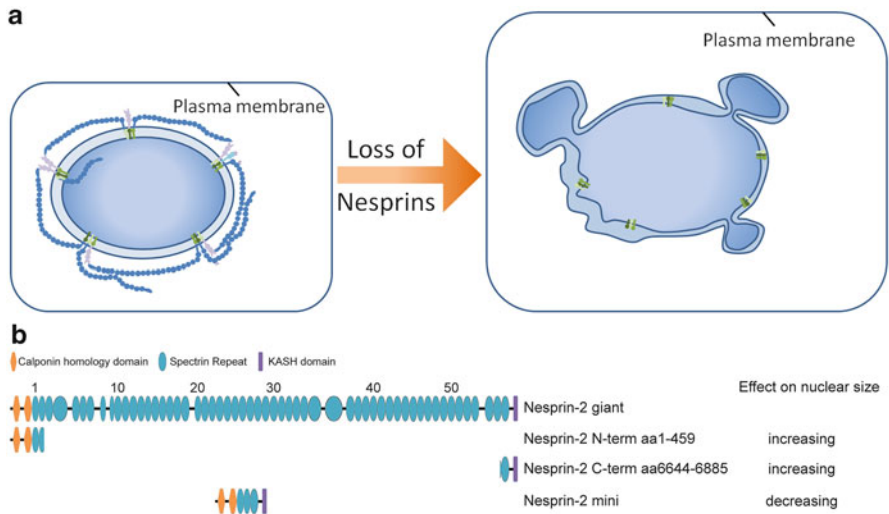 a
Plasma membrane
Plasma membrane
Loss of
Nesprins
b
Calponin homology domain Spectrin Repeat KASH domain
1 10 20 30 40 50 Effect on nuclear size
Nesprin-2 giant
Nesprin-2 N-term aa1-459 increasing
Nesprin-2 C-term aa6644-6885 increasing
Nesprin-2 mini decreasing